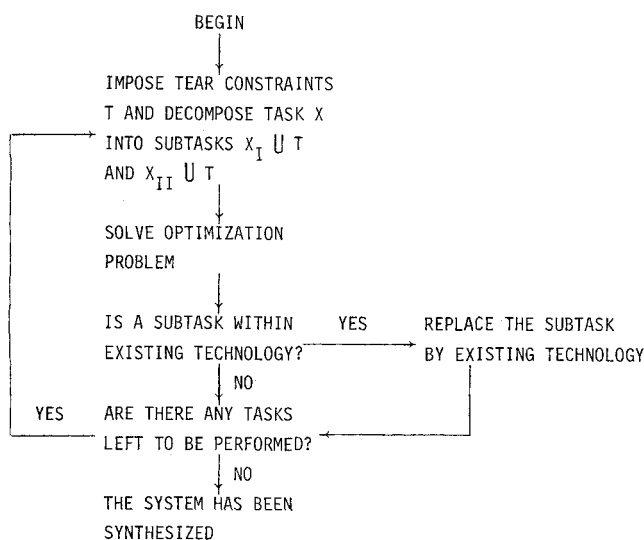 BEGIN
IMPOSE TEAR CONSTRAINTS
T AND DECOMPOSE TASK X
INTO SUBTASKS X_I ⋃ T
AND X_II ⋃ T
SOLVE OPTIMIZATION
PROBLEM
IS A SUBTASK WITHIN
EXISTING TECHNOLOGY?
YES
REPLACE THE SUBTASK
BY EXISTING TECHNOLOGY
NO
YES
ARE THERE ANY TASKS
LEFT TO BE PERFORMED?
NO
THE SYSTEM HAS BEEN
SYNTHESIZED